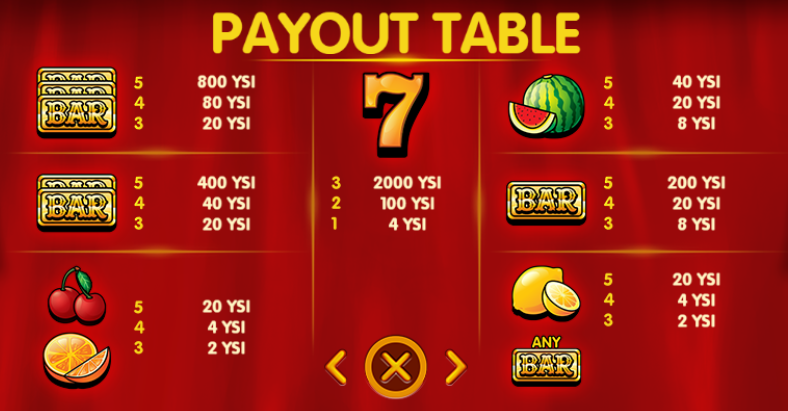 PAYOUT TABLE
BAR
5 800 YSI
4 80 YSI
3 20 YSI
BAR
5 400 YSI
4 40 YSI
3 20 YSI
5 20 YSI
4 4 YSI
3 2 YSI
7
3 2000 YSI
2 100 YSI
1 4 YSI
5 40 YSI
4 20 YSI
3 8 YSI
BAR
5 200 YSI
4 20 YSI
3 8 YSI
5 20 YSI
4 4 YSI
3 2 YSI
ANY
BAR